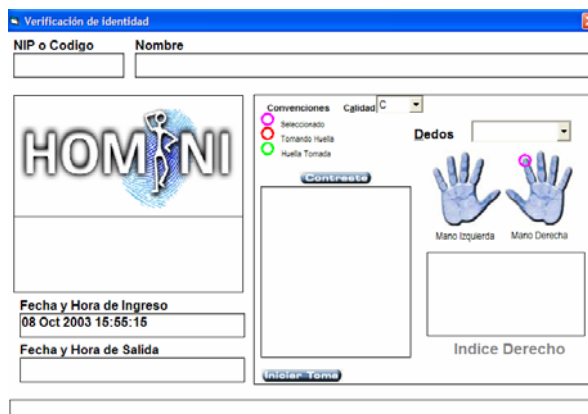 Verificación de identidad
NIP o Codigo
Nombre
HOMINI
Convenciones
Calidad C
Seleccionado
Tomando Huella
Huella Tomada
Contraste
Dedos
Mano Izquierda
Mano Derecha
Fecha y Hora de Ingreso
08 Oct 2003 15:55:15
Indice Derecho
Fecha y Hora de Salida
Iniciar Toma